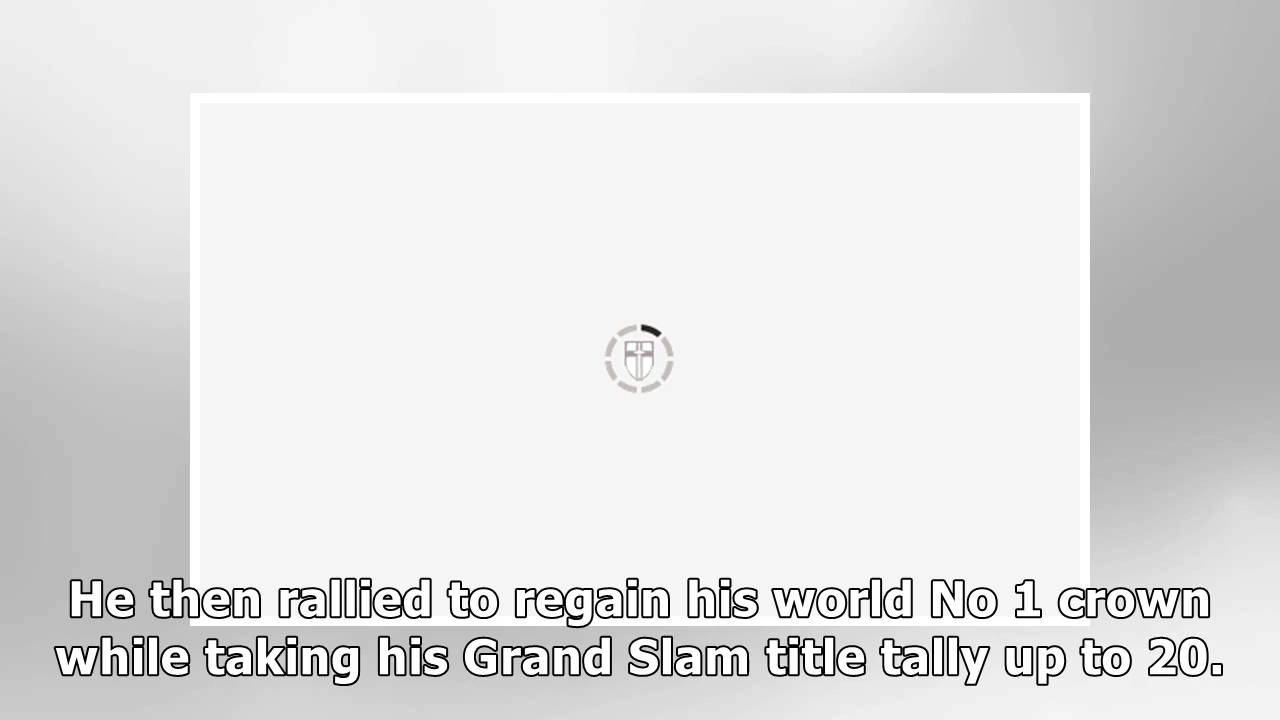 He then rallied to regain his world No 1 crown
while taking his Grand Slam title tally up to 20.